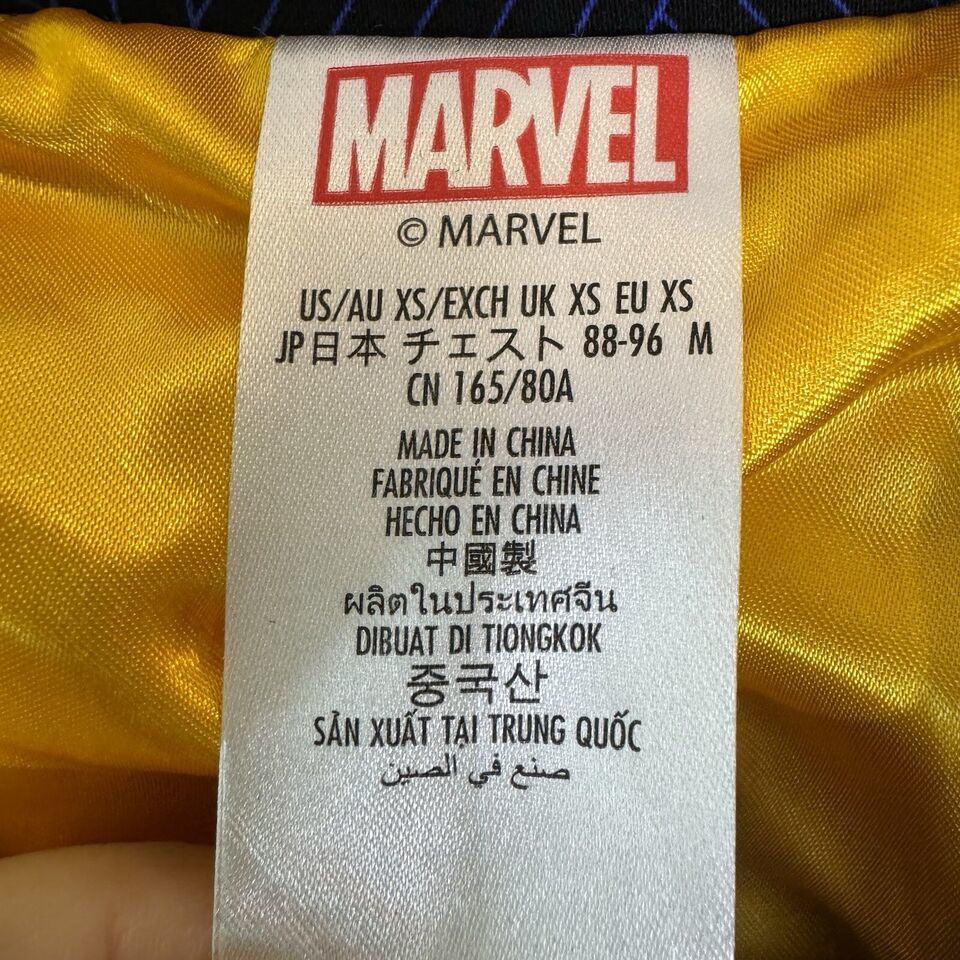 MARVEL
© MARVEL
US/AU XS/EXCH UK XS EU XS
JP日本 チェスト 88-96 M
CN 165/80A
MADE IN CHINA
FABRIQUÉ EN CHINE
HECHO EN CHINA
中國製
ผลิตในประเทศจีน
DIBUAT DI TIONGKOK
중국산
SẢN XUẤT TẠI TRUNG QUỐC
صنع في الصين